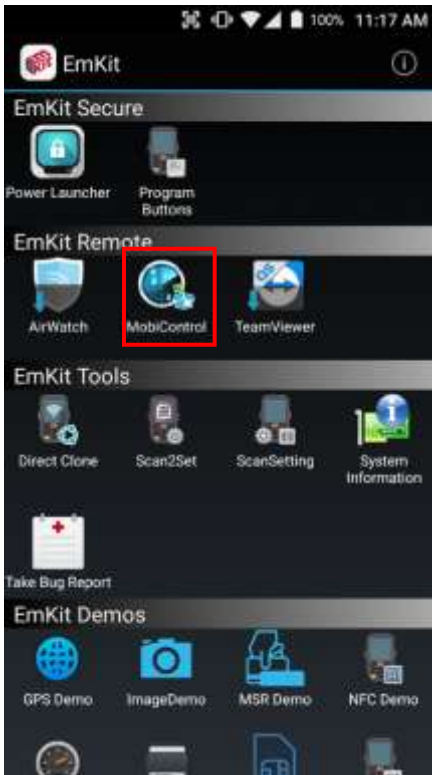 100% 11:17 AM
EmKit
EmKit Secure
Power Launcher Program
Buttons
EmKit Remote
AirWatch MobiControl TeamViewer
EmKit Tools
Direct Clone Scan2Set ScanSetting System
Information
Take Bug Report
EmKit Demos
GPS Demo ImageDemo MSR Demo NFC Demo